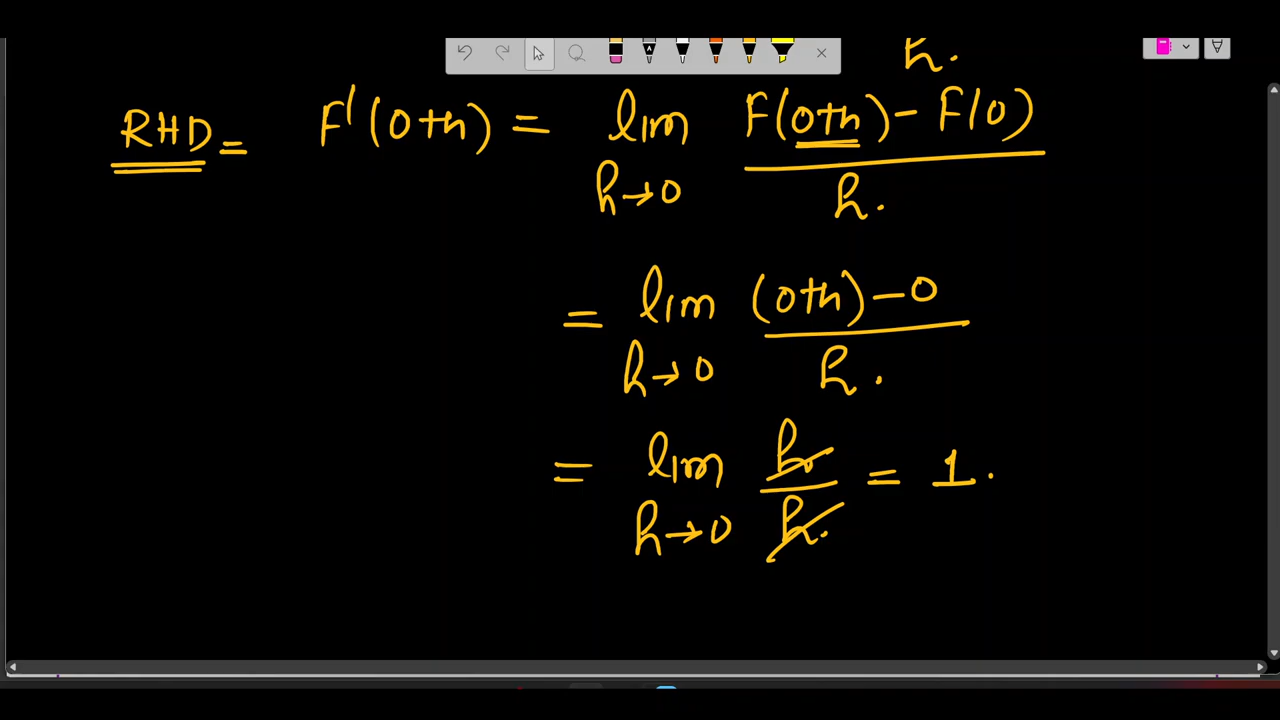 h.
RHD = F'(0+h) = lim h→0 F(0+h) - F(0) / h.
= lim h→0 (0+h) - 0 / h.
= lim h→0 h / h. = 1.